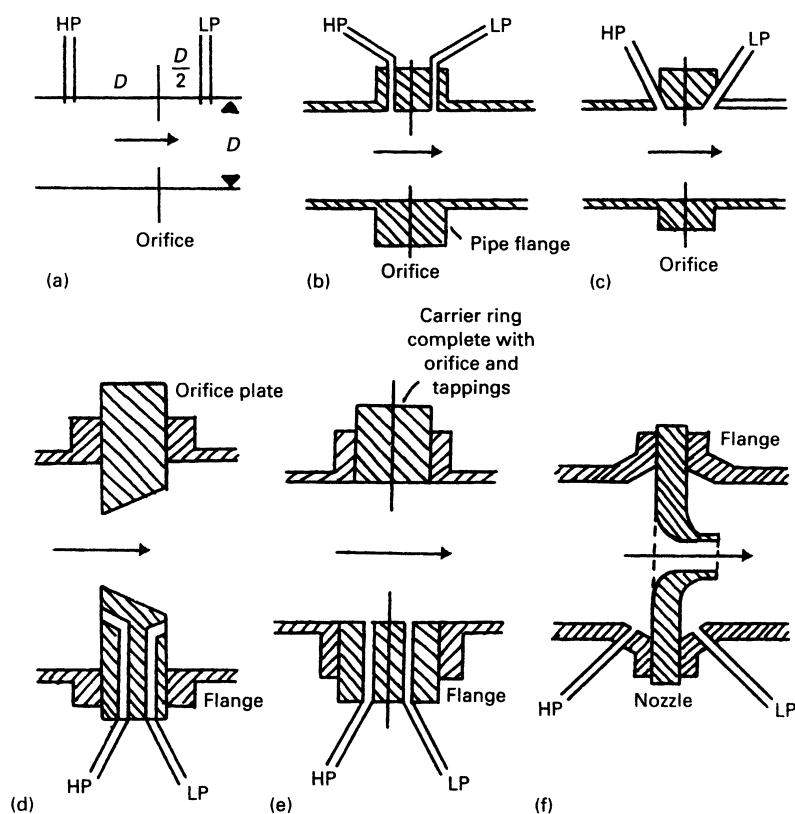 HP
LP
D
D/2
D
Orifice
(a)
HP
LP
Pipe flange
Orifice
(b)
HP
LP
Orifice
(c)
Orifice plate
Flange
HP
LP
(d)
Carrier ring
complete with
orifice and
tappings
Flange
HP
LP
(e)
Flange
Nozzle
HP
LP
(f)